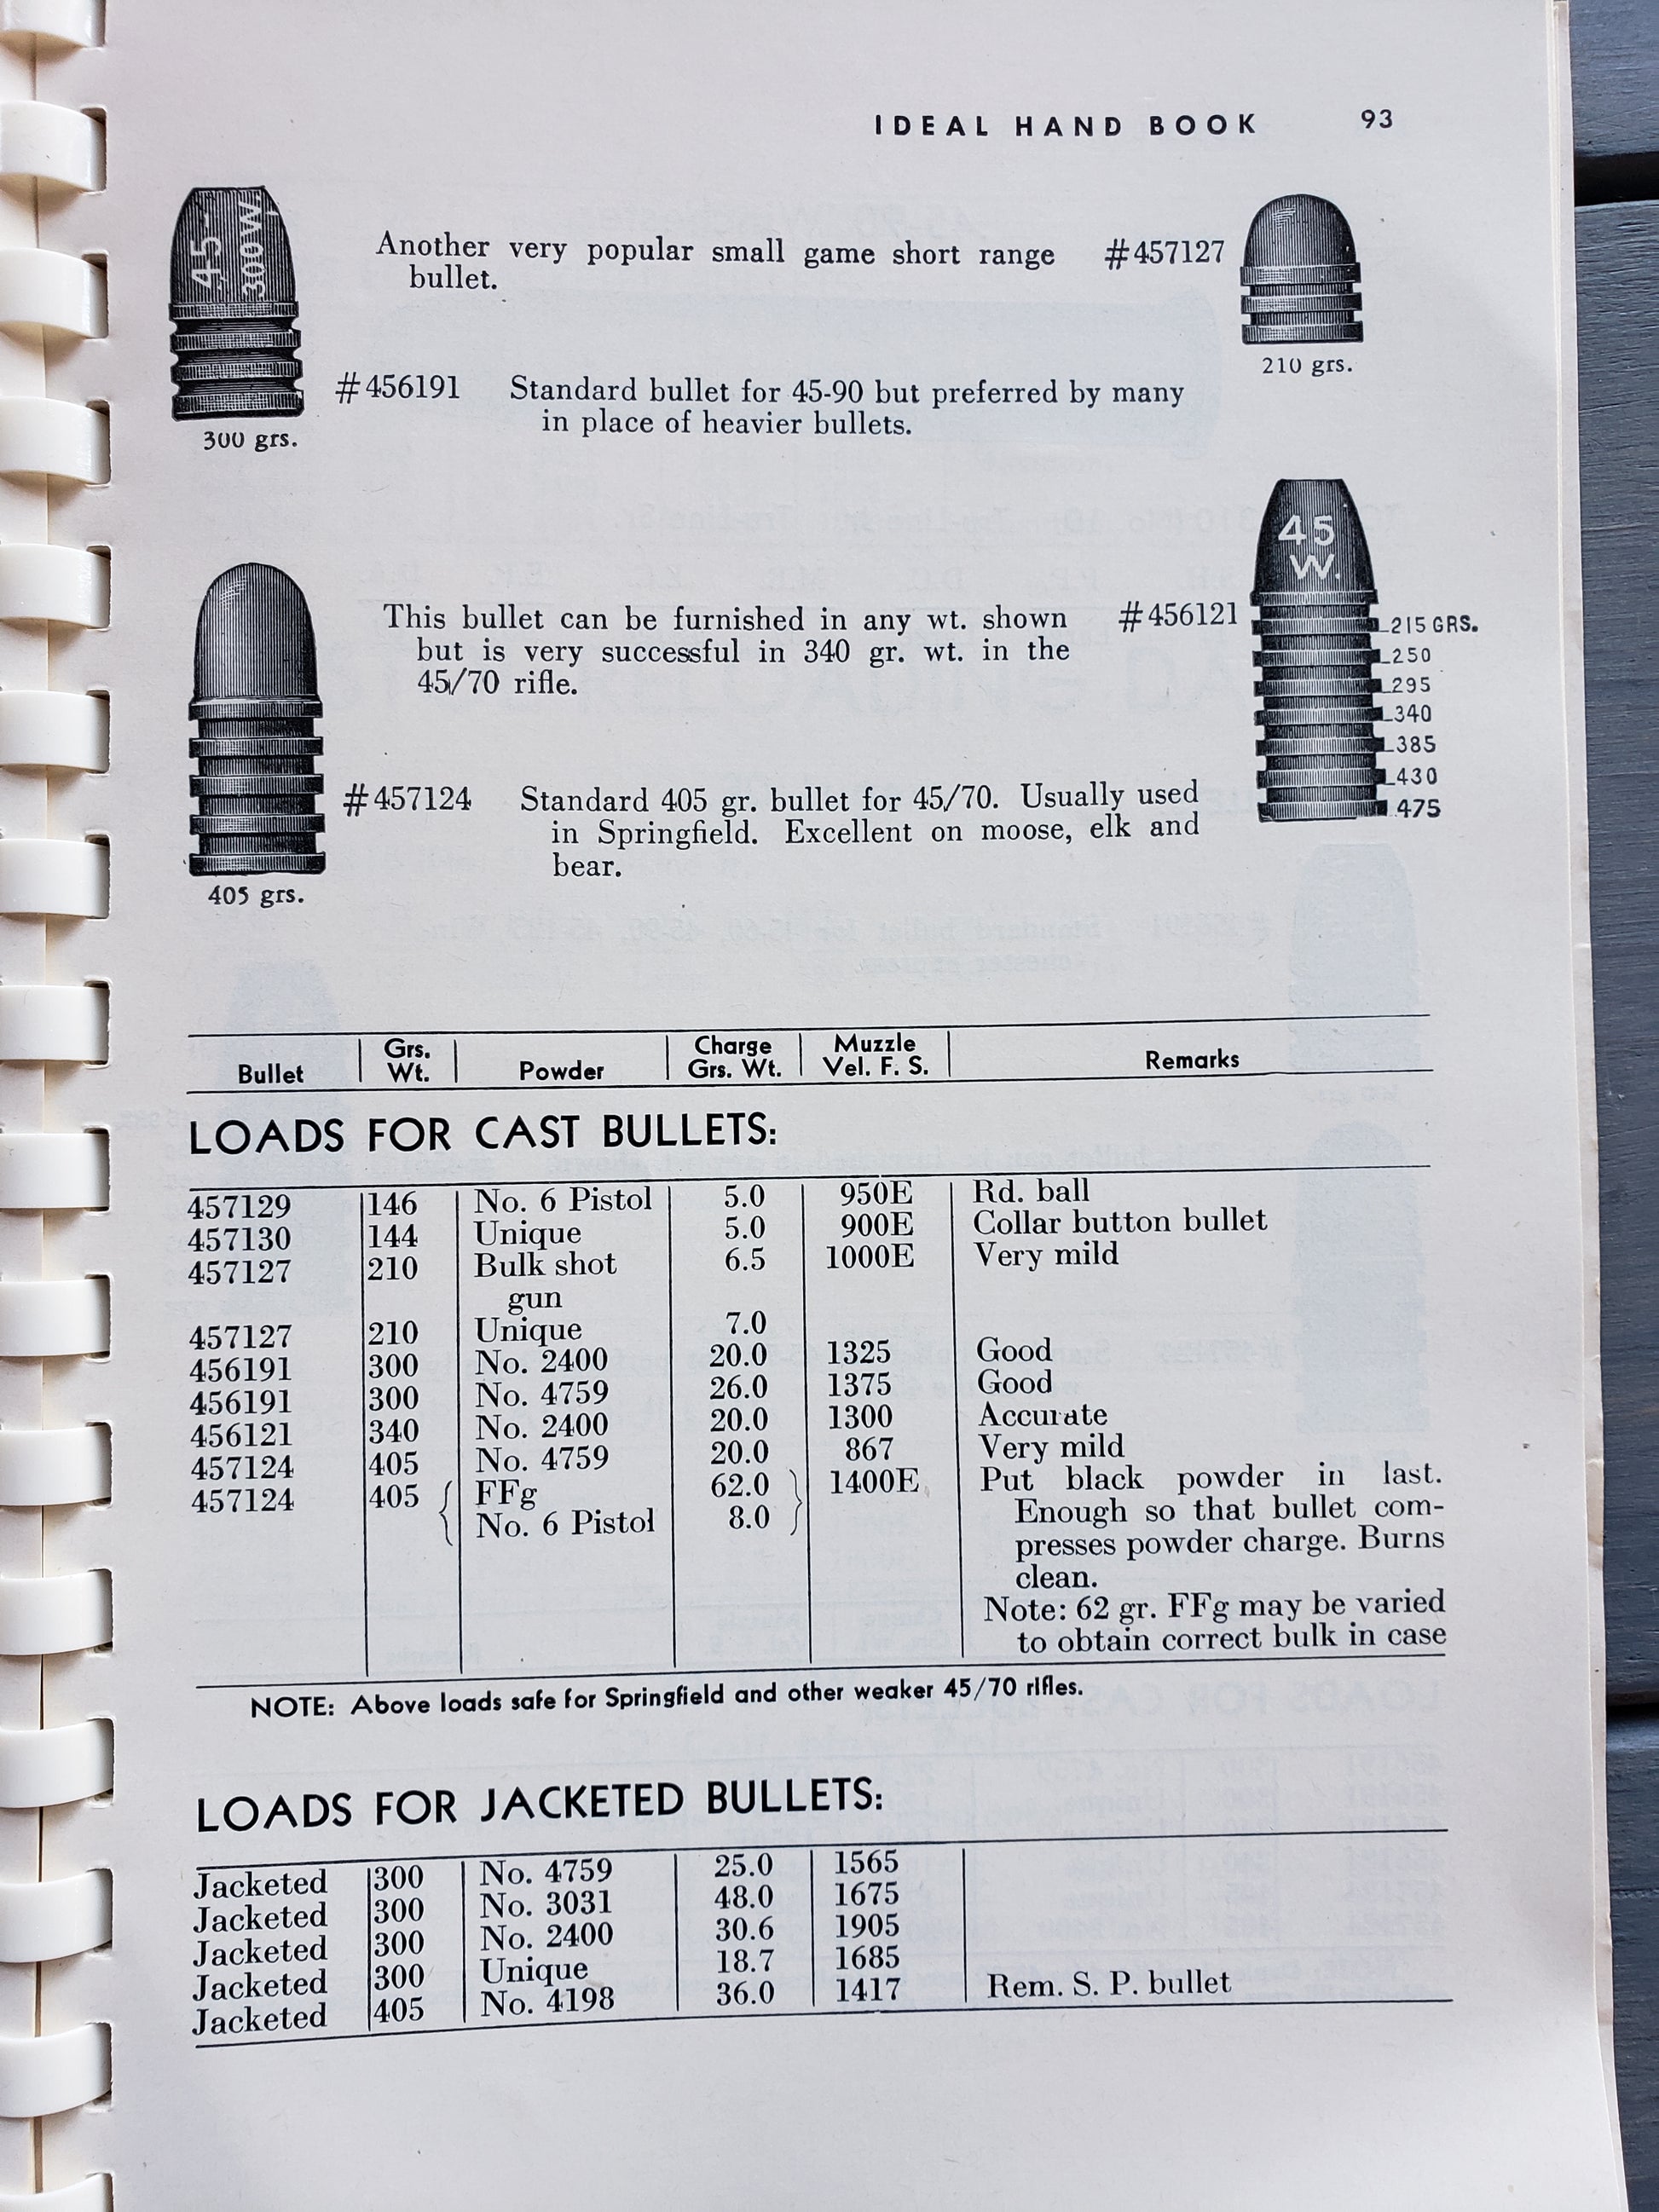 IDEAL HAND BOOK 93
45-
300W.
300 grs.
Another very popular small game short range
bullet.
#457127
210 grs.
#456191 Standard bullet for 45-90 but preferred by many
in place of heavier bullets.
This bullet can be furnished in any wt. shown
but is very successful in 340 gr. wt. in the
45/70 rifle.
#456121
45
W.
215 GRS.
250
295
340
385
430
475
#457124 Standard 405 gr. bullet for 45/70. Usually used
in Springfield. Excellent on moose, elk and
bear.
405 grs.
Bullet | Grs. Wt. | Powder | Charge Grs. Wt. | Muzzle Vel. F. S. | Remarks
LOADS FOR CAST BULLETS:
457129 146 No. 6 Pistol 5.0 950E Rd. ball
457130 144 Unique 5.0 900E Collar button bullet
457127 210 Bulk shot 6.5 1000E Very mild
gun
457127 210 Unique 7.0
456191 300 No. 2400 20.0 1325 Good
456191 300 No. 4759 26.0 1375 Good
456121 340 No. 2400 20.0 1300 Accurate
457124 405 No. 4759 20.0 867 Very mild
457124 405 { FFg 62.0 } 1400E Put black powder in last.
No. 6 Pistol 8.0 Enough so that bullet com-
presses powder charge. Burns
clean.
Note: 62 gr. FFg may be varied
to obtain correct bulk in case
NOTE: Above loads safe for Springfield and other weaker 45/70 rifles.
LOADS FOR JACKETED BULLETS:
Jacketed 300 No. 4759 25.0 1565
Jacketed 300 No. 3031 48.0 1675
Jacketed 300 No. 2400 30.6 1905
Jacketed 300 Unique 18.7 1685
Jacketed 405 No. 4198 36.0 1417 Rem. S. P. bullet